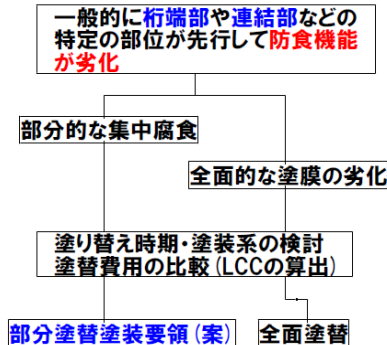 一般的に桁端部や連結部などの
特定の部位が先行して防食機能
が劣化
部分的な集中腐食
全面的な塗膜の劣化
塗り替え時期・塗装系の検討
塗替費用の比較(LCCの算出)
部分塗替塗装要領(案)
全面塗替